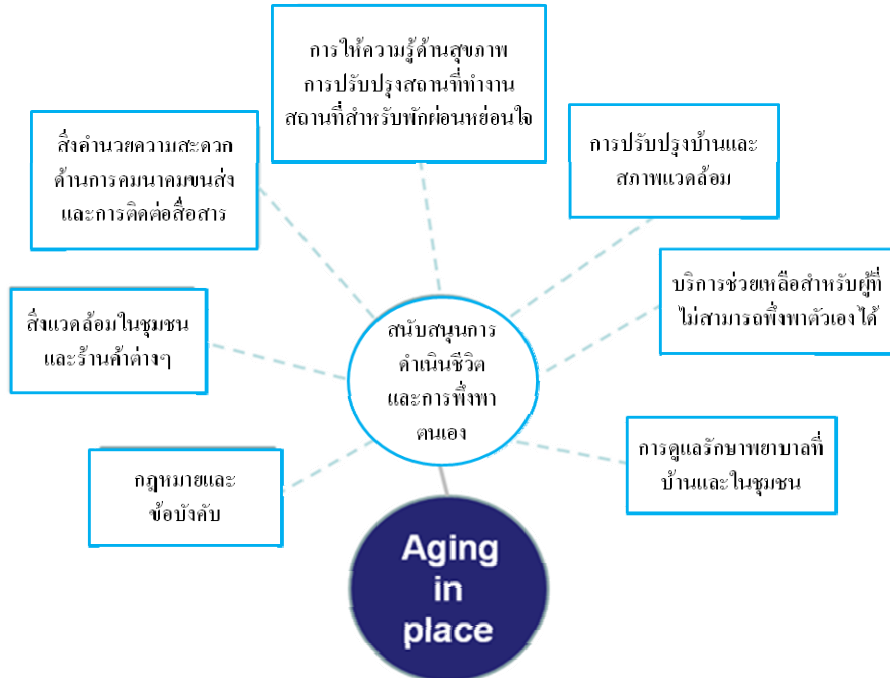 การให้ความรู้ด้านสุขภาพ
การปรับปรุงสถานที่ทำงาน
สถานที่สำหรับพักผ่อนหย่อนใจ
สิ่งอำนวยความสะดวก
ด้านการคมนาคมขนส่ง
และการติดต่อสื่อสาร
การปรับปรุงบ้านและ
สภาพแวดล้อม
บริการช่วยเหลือสำหรับผู้ที่
ไม่สามารถพึ่งพาตัวเองได้
สิ่งแวดล้อมในชุมชน
และร้านค้าต่างๆ
สนับสนุนการ
ดำเนินชีวิต
และการพึ่งพา
ตนเอง
การดูแลรักษาพยาบาลที่
บ้านและในชุมชน
กฎหมายและ
ข้อบังคับ
Aging
in
place